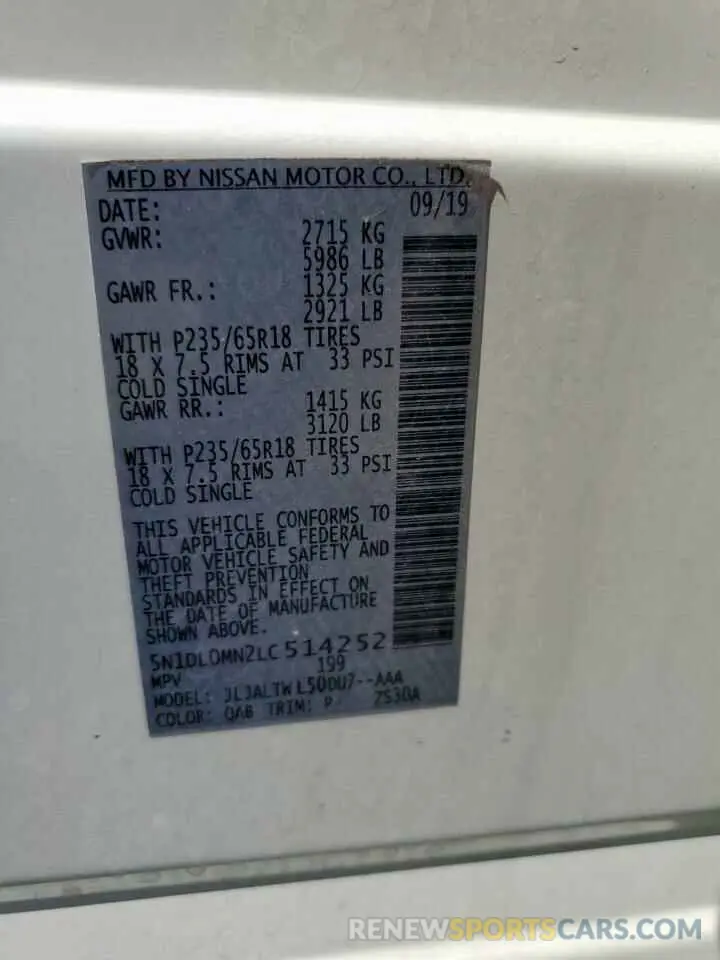 MFD BY NISSAN MOTOR CO., LTD.
DATE: 09/19
GVWR: 2715 KG
5986 LB
GAWR FR.: 1325 KG
2921 LB
WITH P235/65R18 TIRES
18 X 7.5 RIMS AT 33 PSI
COLD SINGLE
GAWR RR.: 1415 KG
3120 LB
WITH P235/65R18 TIRES
18 X 7.5 RIMS AT 33 PSI
COLD SINGLE
THIS VEHICLE CONFORMS TO
ALL APPLICABLE FEDERAL
MOTOR VEHICLE SAFETY AND
THEFT PREVENTION
STANDARDS IN EFFECT ON
THE DATE OF MANUFACTURE
SHOWN ABOVE.
5N1DL0MN2LC514252
MPV 199
MODEL: JLJALTWL50DU7--AAA
COLOR: QAB TRIM: P
RENEWSPORTSCARS.COM